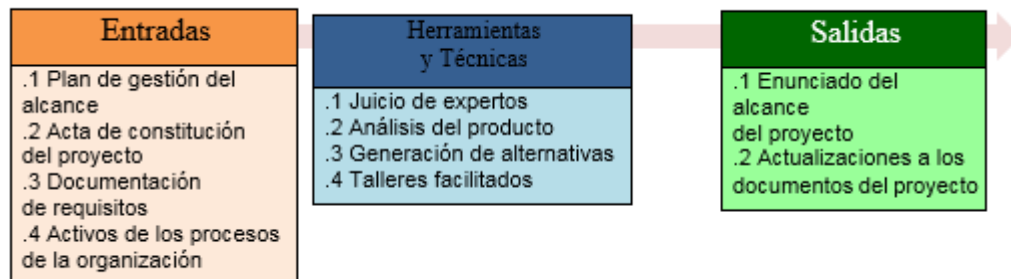 Entradas
.1 Plan de gestión del
alcance
.2 Acta de constitución
del proyecto
.3 Documentación
de requisitos
.4 Activos de los procesos
de la organización
Herramientas
y Técnicas
.1 Juicio de expertos
.2 Análisis del producto
.3 Generación de alternativas
.4 Talleres facilitados
Salidas
.1 Enunciado del
alcance
del proyecto
.2 Actualizaciones a los
documentos del proyecto